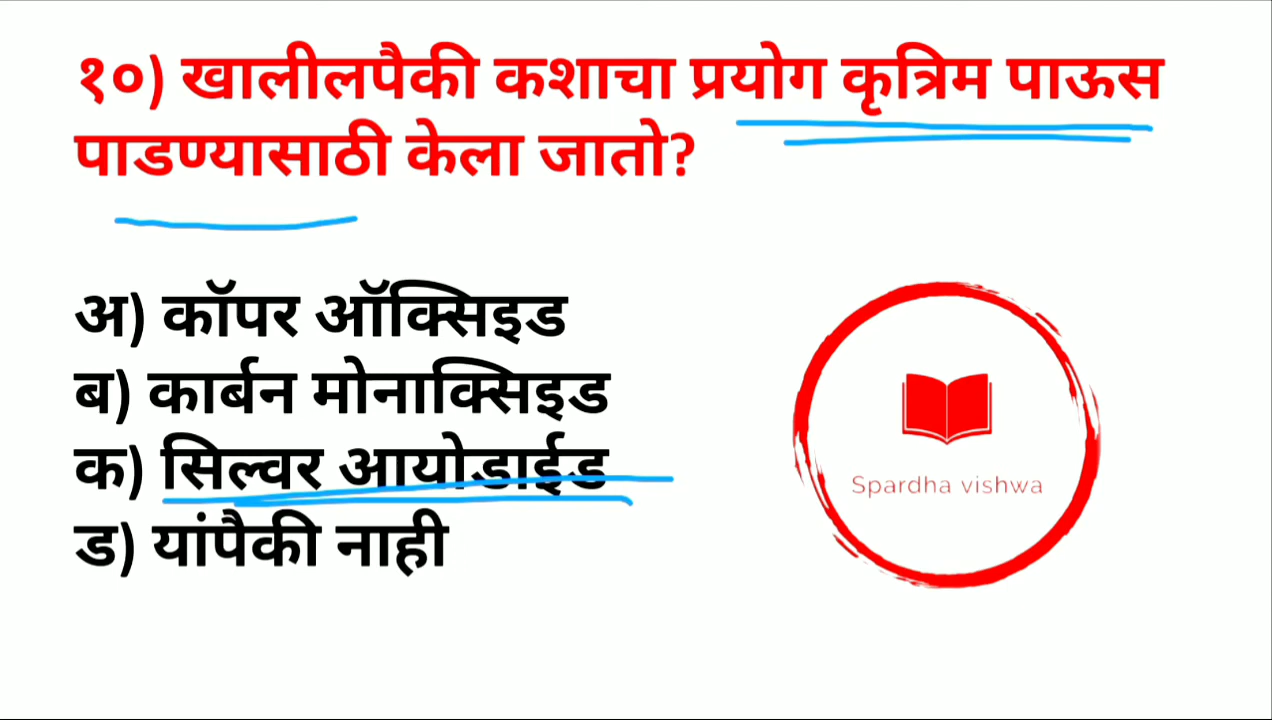 १०) खालीलपैकी कशाचा प्रयोग कृत्रिम पाऊस
पाडण्यासाठी केला जातो?
अ) कॉपर ऑक्सिइड
ब) कार्बन मोनाक्सिइड
क) सिल्वर आयोडाईड
ड) यांपैकी नाही
Spardha vishwa